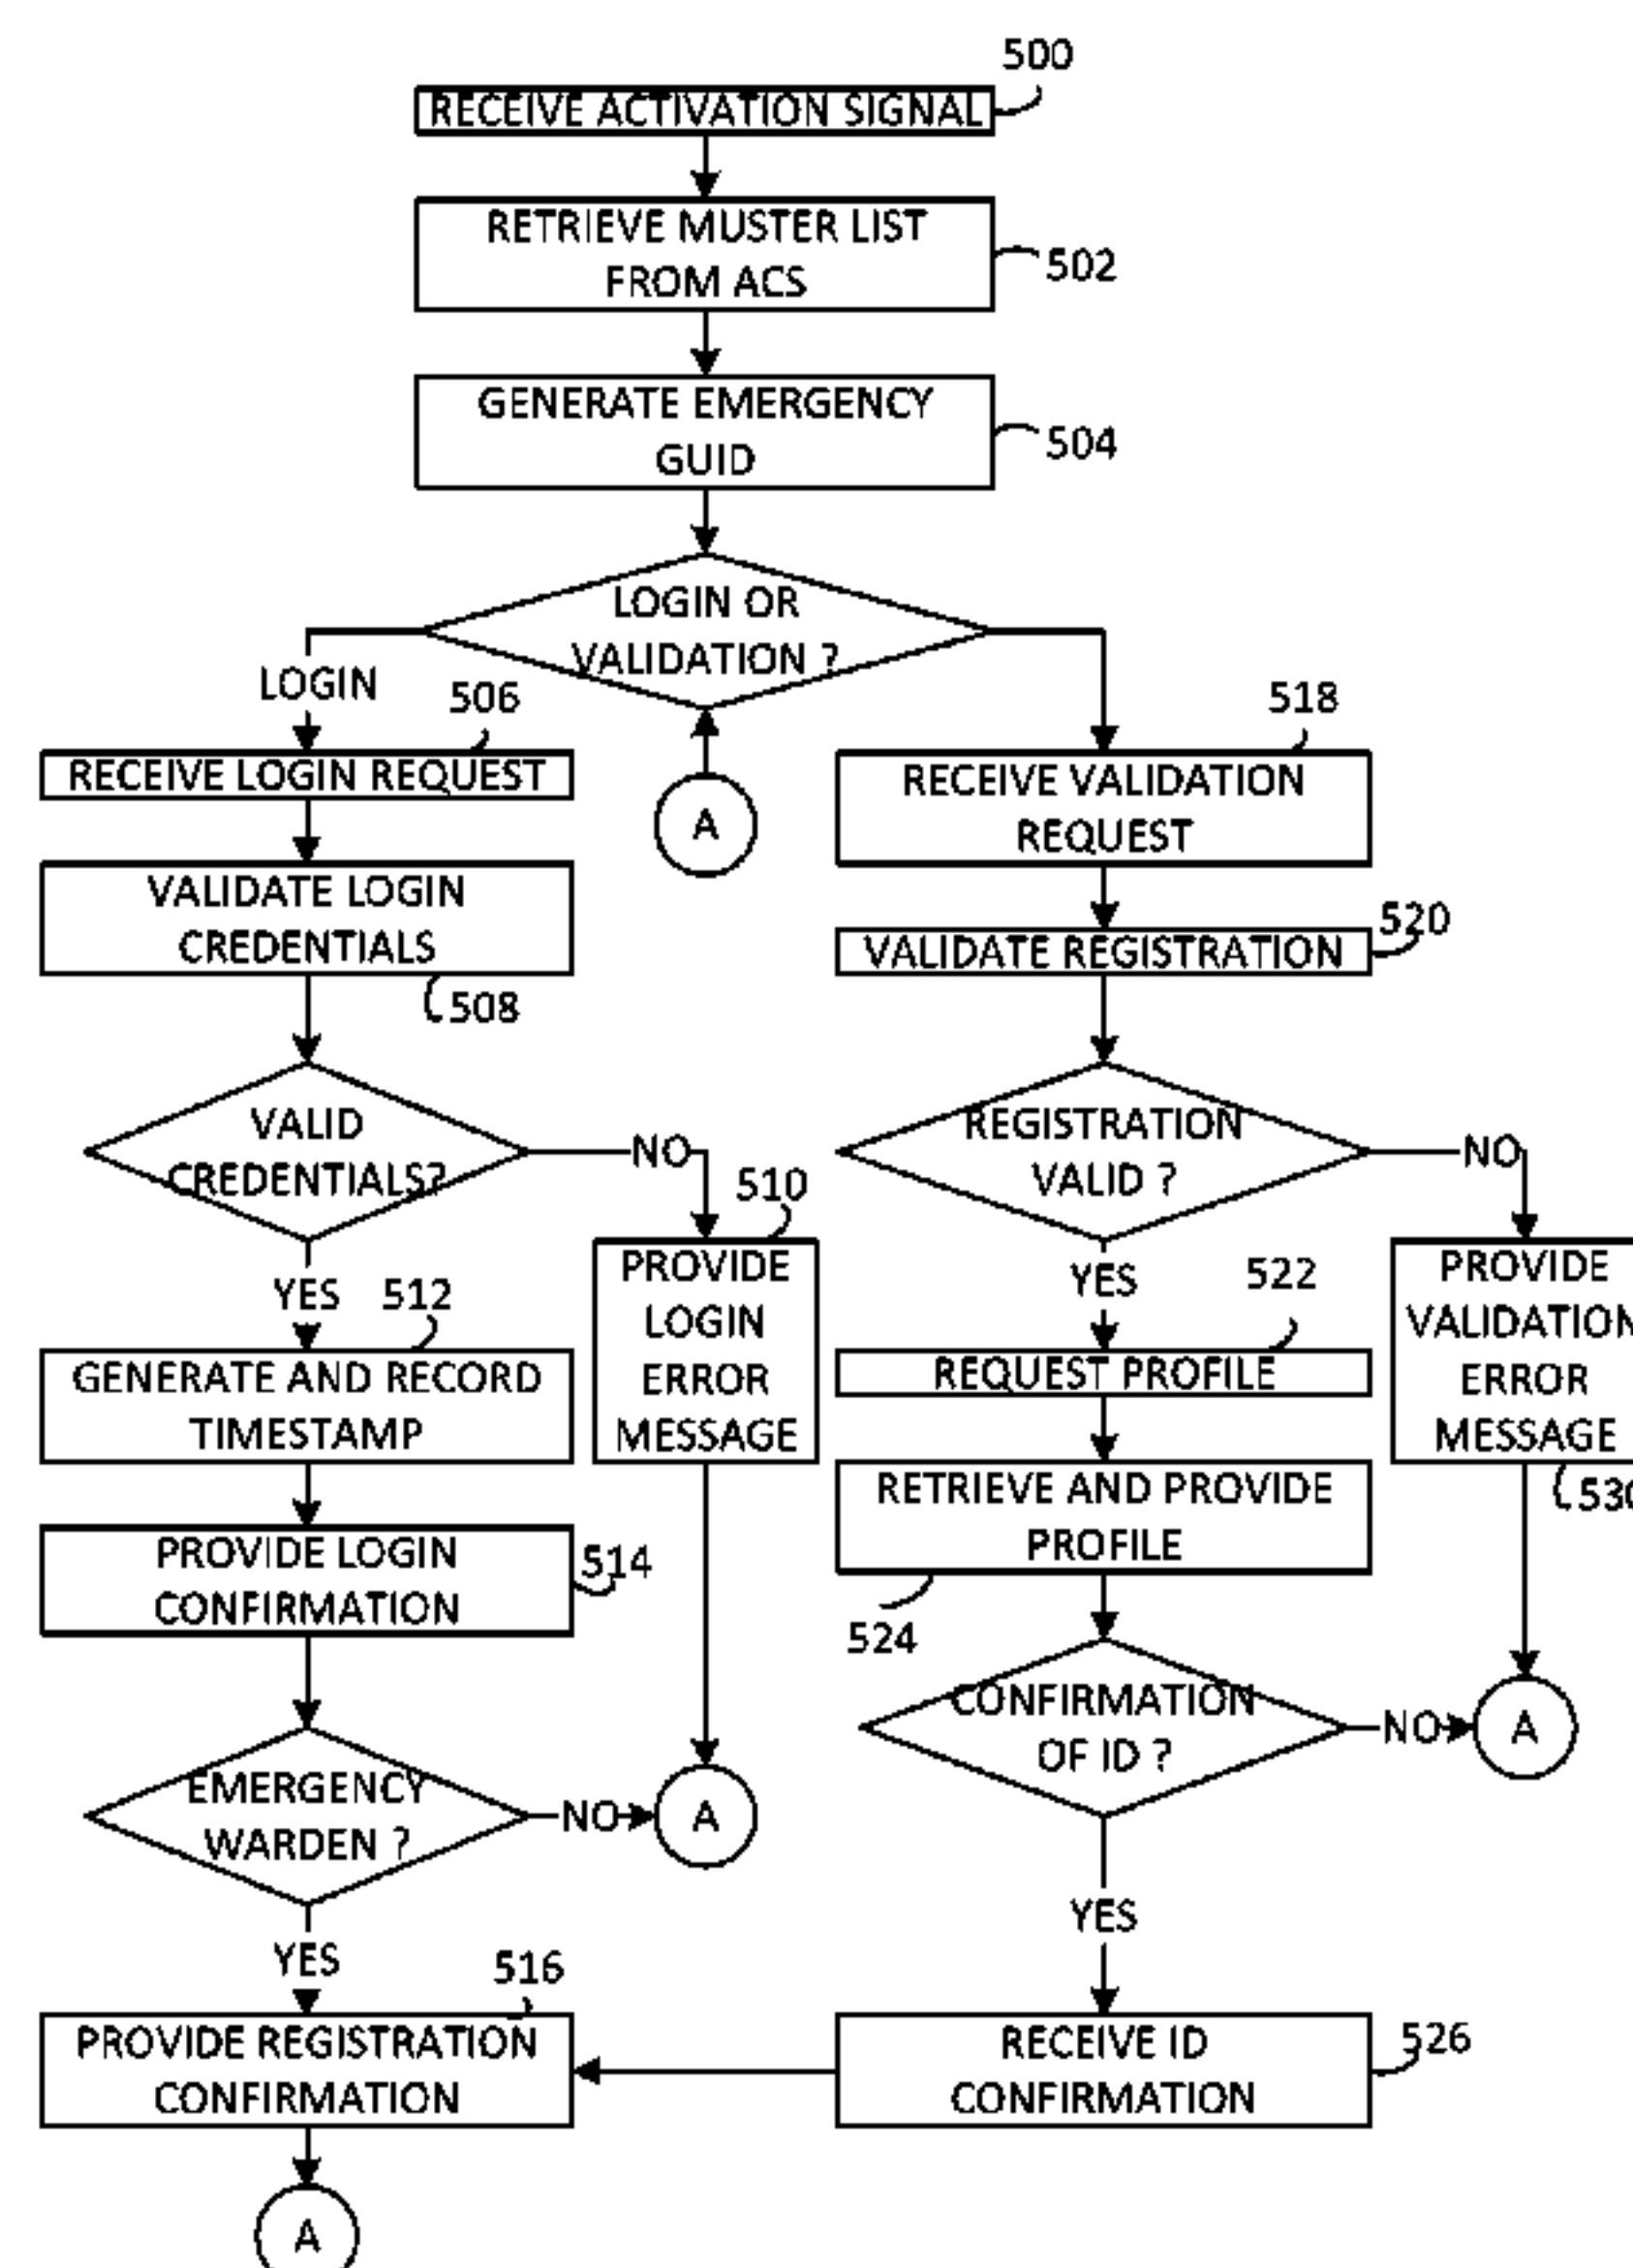 500
RECEIVE ACTIVATION SIGNAL
RETRIEVE MUSTER LIST
FROM ACS
502
GENERATE EMERGENCY
GUID
504
LOGIN OR
VALIDATION ?
LOGIN
506
RECEIVE LOGIN REQUEST
A
518
RECEIVE VALIDATION
REQUEST
VALIDATE LOGIN
CREDENTIALS
508
520
VALIDATE REGISTRATION
VALID
CREDENTIALS?
NO
REGISTRATION
VALID ?
NO
510
PROVIDE
LOGIN
ERROR
MESSAGE
YES
512
GENERATE AND RECORD
TIMESTAMP
YES
522
REQUEST PROFILE
PROVIDE
VALIDATION
ERROR
MESSAGE
530
RETRIEVE AND PROVIDE
PROFILE
524
PROVIDE LOGIN
CONFIRMATION
514
CONFIRMATION
OF ID ?
NO
A
EMERGENCY
WARDEN ?
NO
A
YES
YES
516
PROVIDE REGISTRATION
CONFIRMATION
RECEIVE ID
CONFIRMATION
526
A